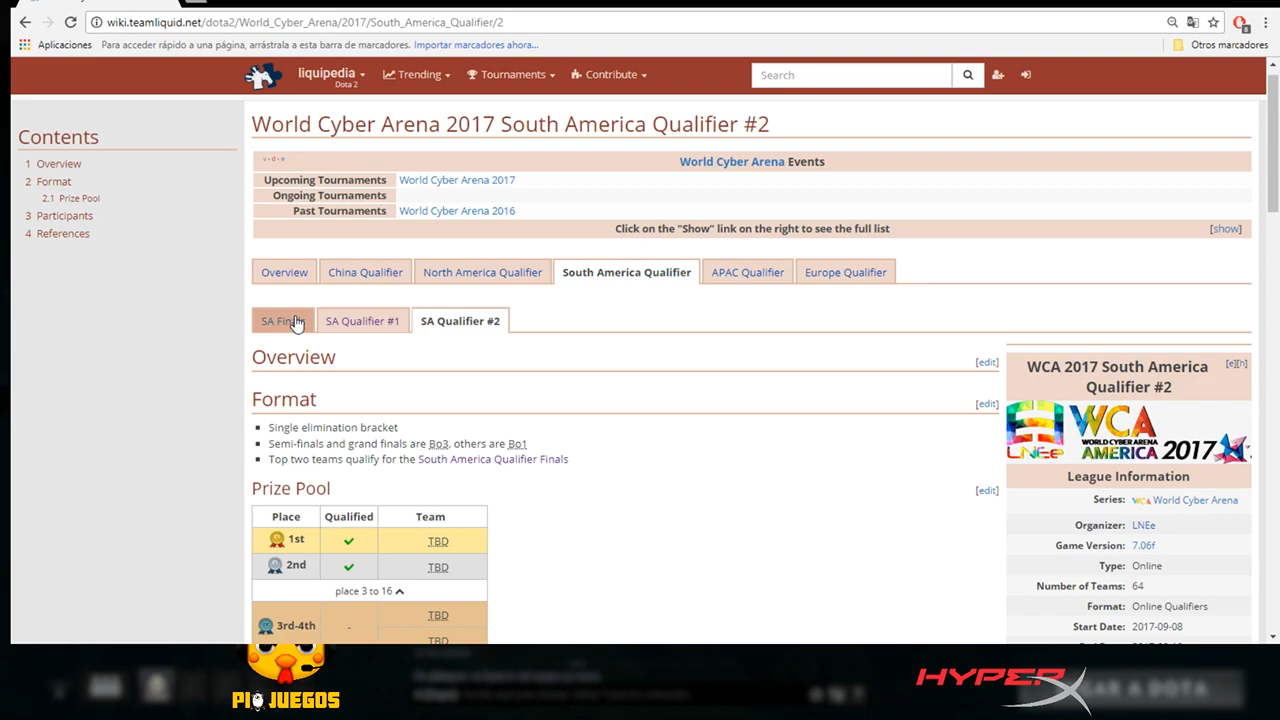 wiki.teamliquid.net/dota2/World_Cyber_Arena/2017/South_America_Qualifier/2
Aplicaciones Para acceder rápido a una página, arrástrala a esta barra de marcadores. Importar marcadores ahora... Otros marcadores
liquipedia Dota 2 Trending Tournaments Contribute Search
Contents
1 Overview
2 Format
2.1 Prize Pool
3 Participants
4 References
World Cyber Arena 2017 South America Qualifier #2
v · d · e World Cyber Arena Events
Upcoming Tournaments World Cyber Arena 2017
Ongoing Tournaments
Past Tournaments World Cyber Arena 2016
Click on the "Show" link on the right to see the full list [show]
Overview China Qualifier North America Qualifier South America Qualifier APAC Qualifier Europe Qualifier
SA SA Qualifier #1 SA Qualifier #2
Overview [edit]
Format [edit]
Single elimination bracket
Semi-finals and grand finals are Bo3, others are Bo1
Top two teams qualify for the South America Qualifier Finals
Prize Pool [edit]
Place Qualified Team
1st TBD
2nd TBD
place 3 to 16
3rd-4th - TBD
TBD
WCA 2017 South America Qualifier #2 [e][h]
LNEe WCA
WORLD CYBER ARENA
AMERICA 2017
League Information
Series: WCA World Cyber Arena
Organizer: LNEe
Game Version: 7.06f
Type: Online
Number of Teams: 64
Format: Online Qualifiers
Start Date: 2017-09-08
PIOJUEGOS
HYPERX
AR A DOTA